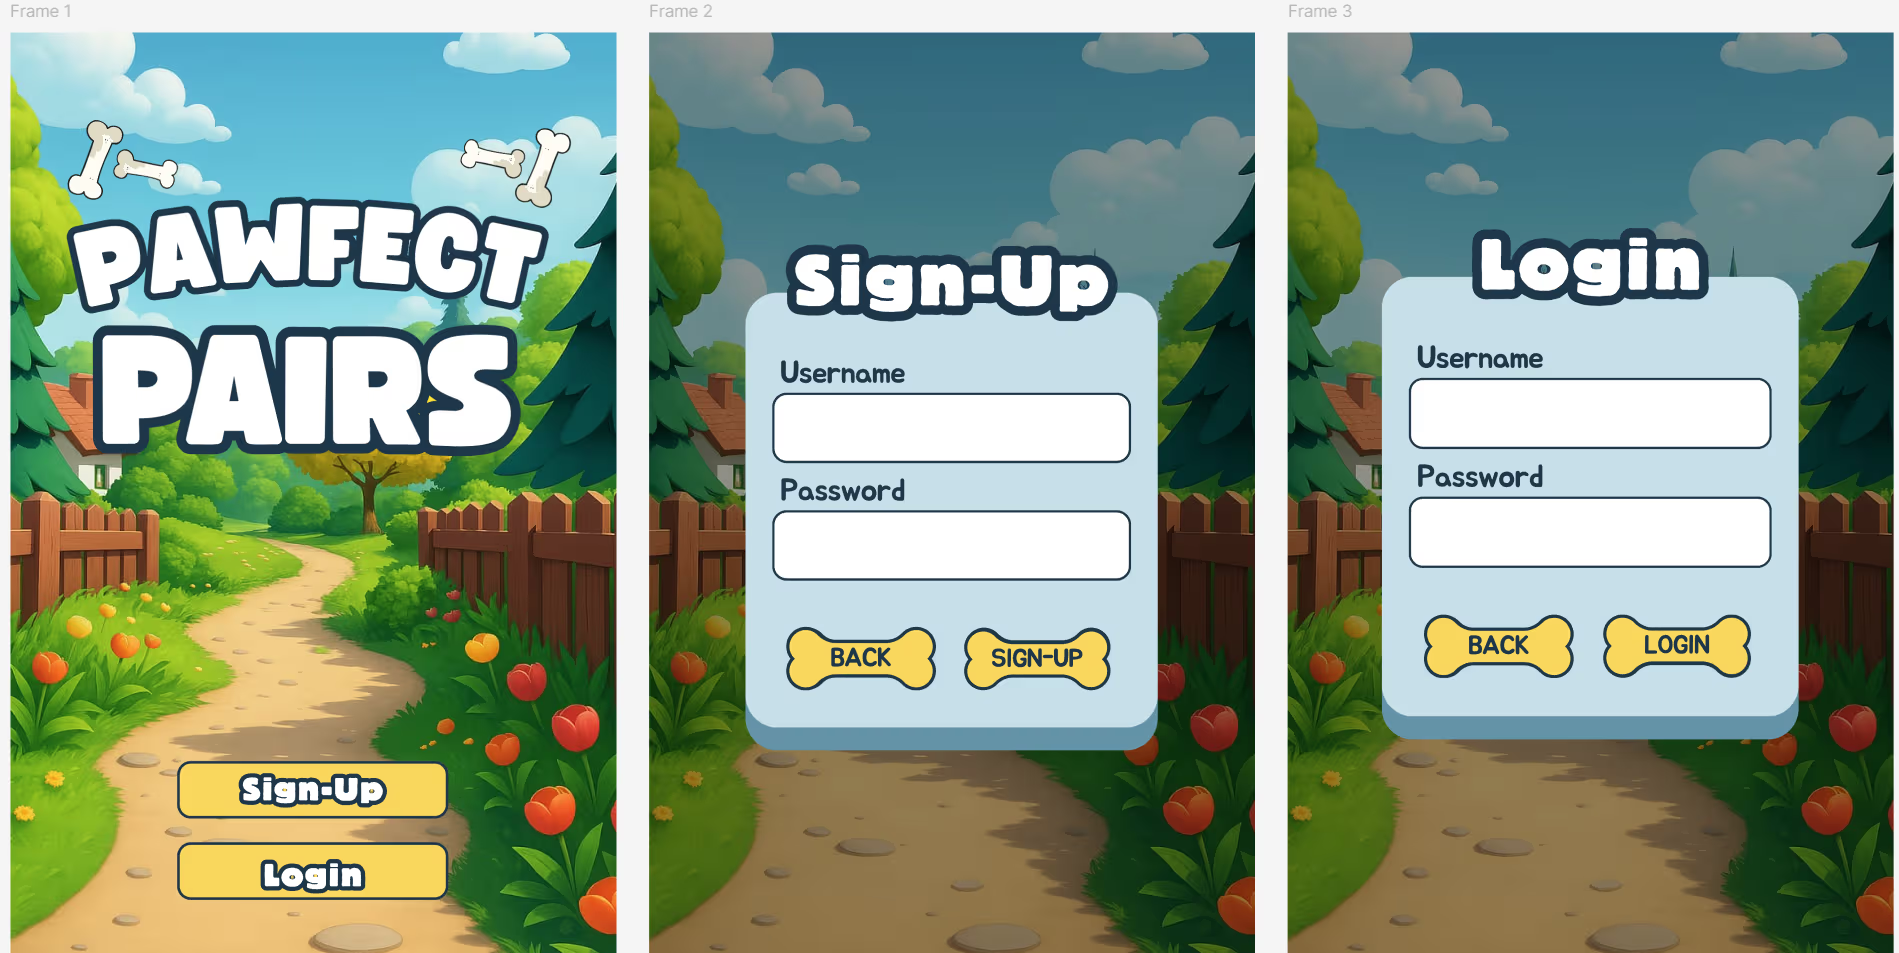 Frame 1
PAWFECT
PAIRS
Sign-Up
Login
Frame 2
Sign-Up
Username
Password
BACK
SIGN-UP
Frame 3
Login
Username
Password
BACK
LOGIN